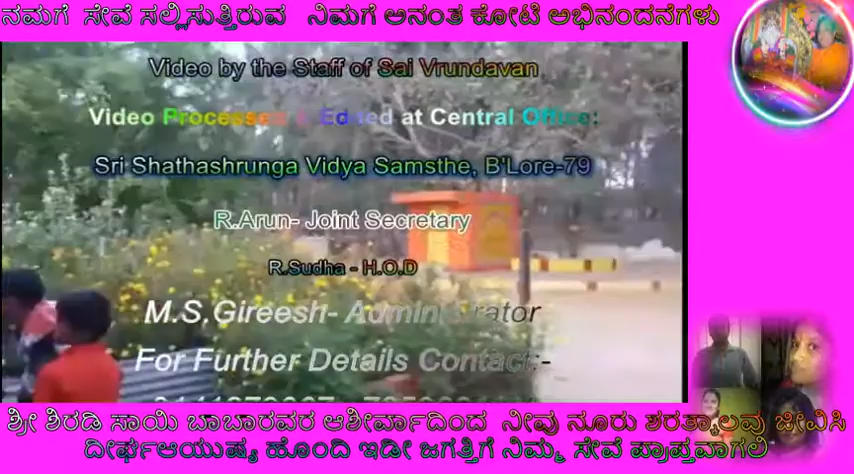 ನಮಗೆ ಸೇವೆ ಸಲ್ಲಿಸುತ್ತಿರುವ ನಿಮಗೆ ಅನಂತ ಕೋಟಿ ಅಭಿನಂದನೆಗಳು
Video by the Staff of Sai Vrundavan
Video Processed & Edited at Central Office:
Sri Shathashrunga Vidya Samsthe, B'Lore-79
R.Arun- Joint Secretary
R.Sudha - H.O.D
M.S.Gireesh- Administrator
For Further Details Contact:-
ಶ್ರೀ ಶಿರಡಿ ಸಾಯಿ ಬಾಬಾರವರ ಆಶೀರ್ವಾದಿಂದ ನೀವು ನೂರು ಶರತ್ಕಾಲವು ಜೀವಿಸಿ
ದೀರ್ಘಆಯುಷ್ಯ ಹೊಂದಿ ಇಡೀ ಜಗತ್ತಿಗೆ ನಿಮ್ಮ ಸೇವೆ ಪ್ರಾಪ್ತವಾಗಲಿ